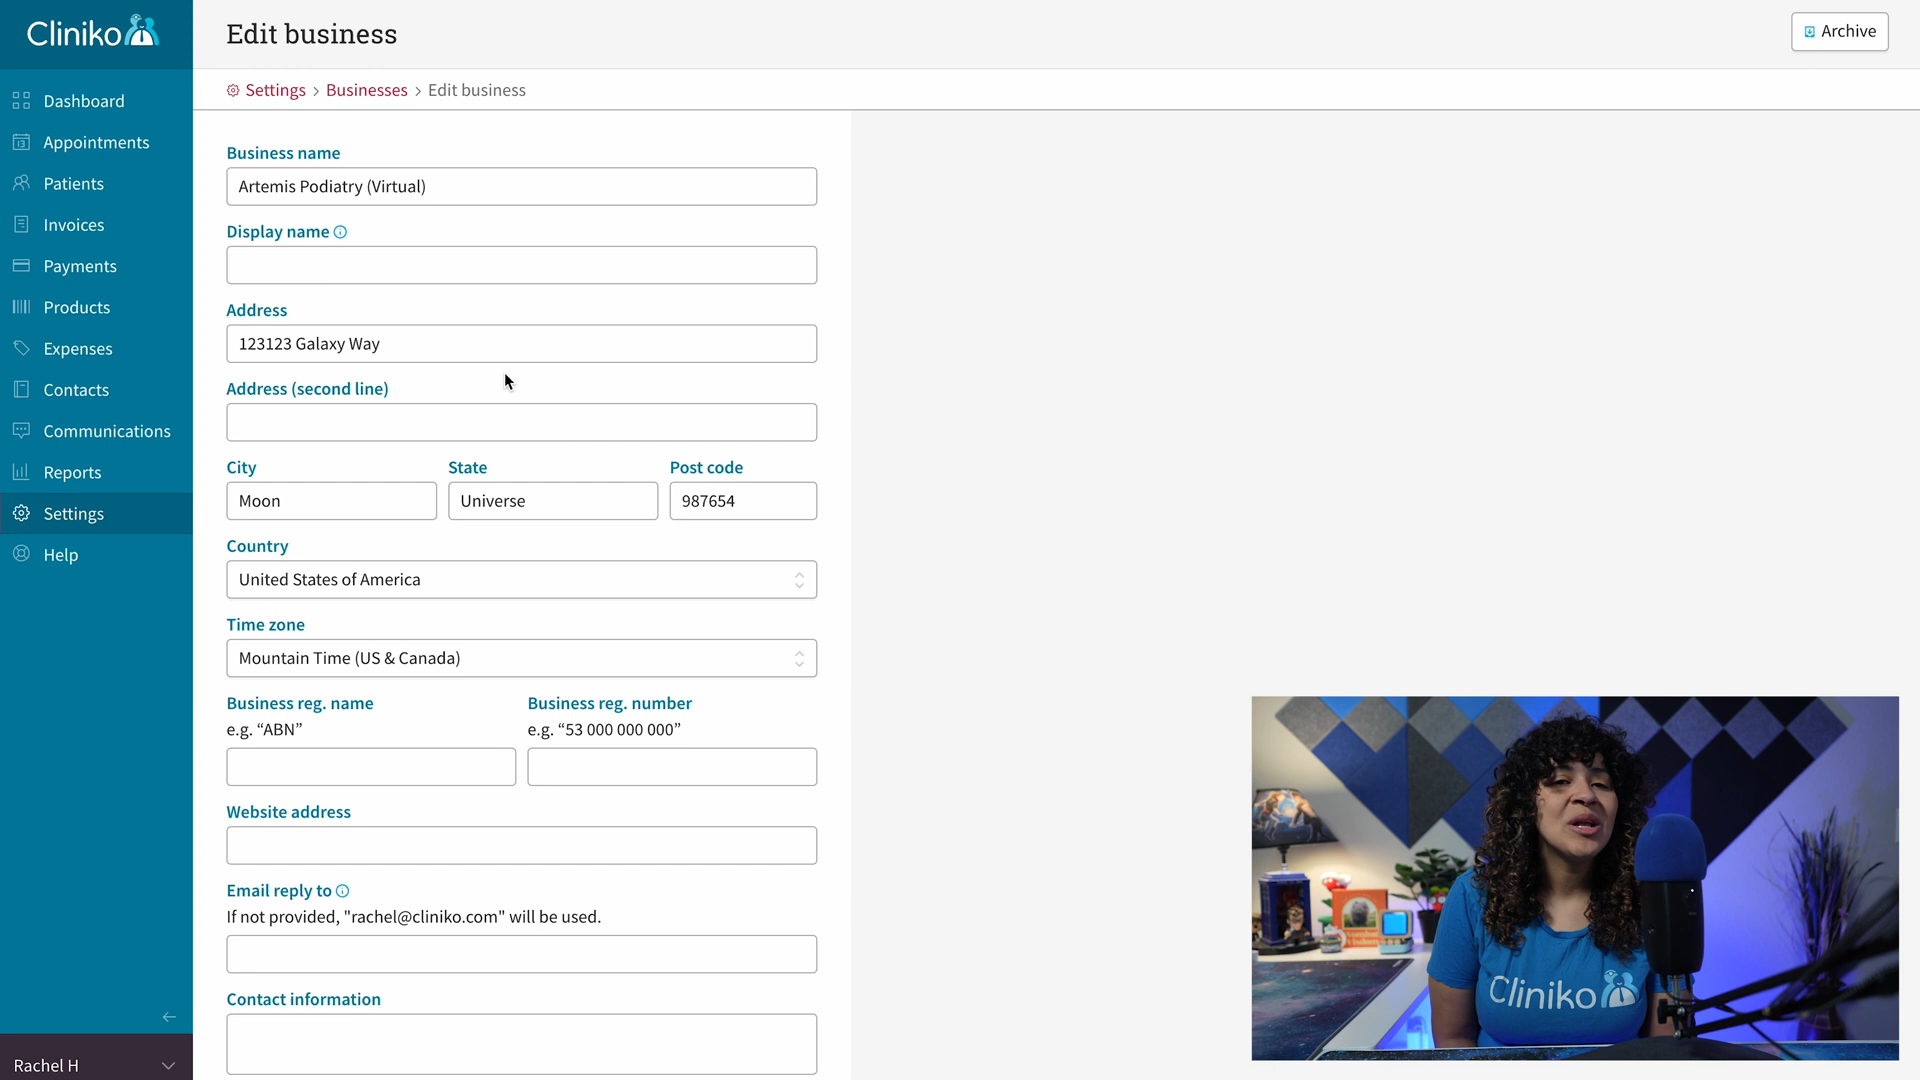 Cliniko
Edit business
Archive
Settings > Businesses > Edit business
Dashboard
Appointments
Patients
Invoices
Payments
Products
Expenses
Contacts
Communications
Reports
Settings
Help
Rachel H
Business name
Artemis Podiatry (Virtual)
Display name
Address
123123 Galaxy Way
Address (second line)
City State Post code
Moon Universe 987654
Country
United States of America
Time zone
Mountain Time (US & Canada)
Business reg. name Business reg. number
e.g. “ABN” e.g. “53 000 000 000”
Website address
Email reply to
If not provided, "rachel@cliniko.com" will be used.
Contact information
Cliniko